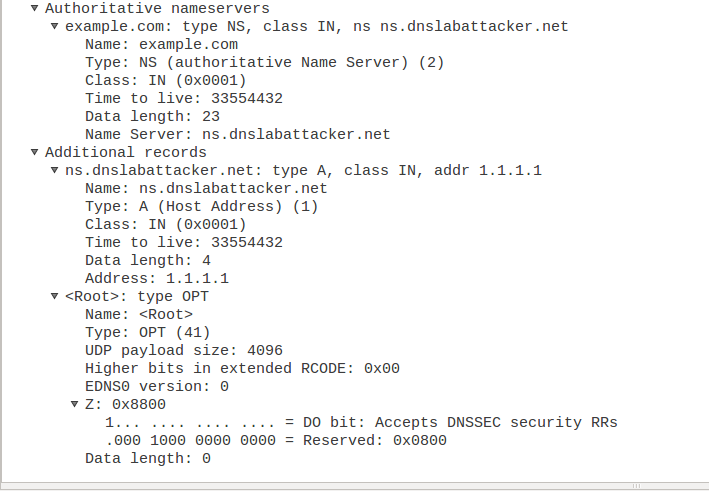 Authoritative nameservers
example.com: type NS, class IN, ns ns.dnslabattacker.net
Name: example.com
Type: NS (authoritative Name Server) (2)
Class: IN (0x0001)
Time to live: 33554432
Data length: 23
Name Server: ns.dnslabattacker.net
Additional records
ns.dnslabattacker.net: type A, class IN, addr 1.1.1.1
Name: ns.dnslabattacker.net
Type: A (Host Address) (1)
Class: IN (0x0001)
Time to live: 33554432
Data length: 4
Address: 1.1.1.1
<Root>: type OPT
Name: <Root>
Type: OPT (41)
UDP payload size: 4096
Higher bits in extended RCODE: 0x00
EDNS0 version: 0
Z: 0x8800
1... .... .... .... = DO bit: Accepts DNSSEC security RRs
.000 1000 0000 0000 = Reserved: 0x0800
Data length: 0